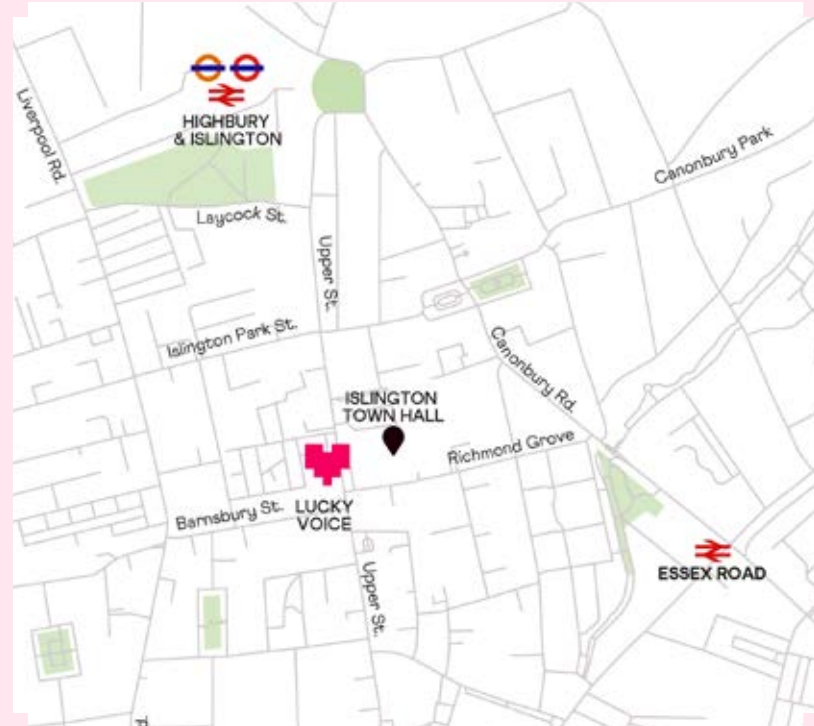 HIGHBURY
& ISLINGTON
Liverpool Rd.
Canonbury Park
Laycock St.
Upper St.
Islington Park St.
Canonbury Rd.
ISLINGTON
TOWN HALL
Richmond Grove
Barnsbury St.
LUCKY
VOICE
ESSEX ROAD
Upper St.